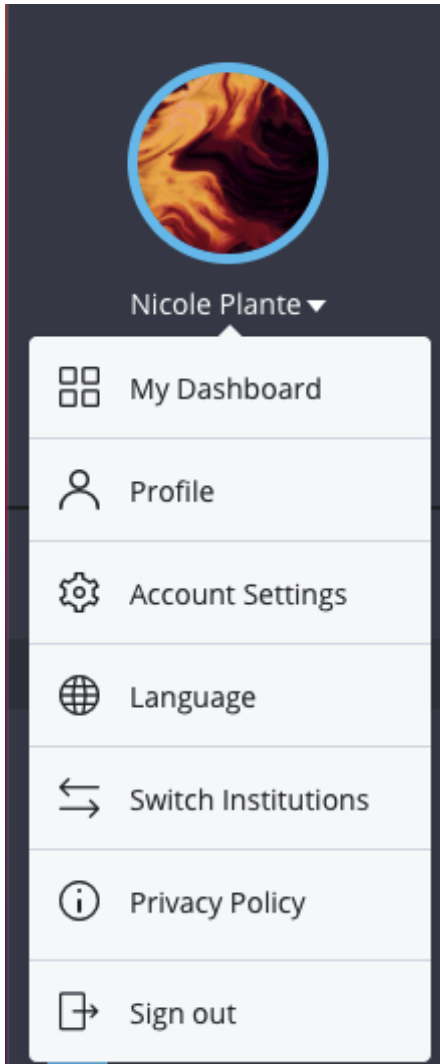 Nicole Plante
My Dashboard
Profile
Account Settings
Language
Switch Institutions
Privacy Policy
Sign out